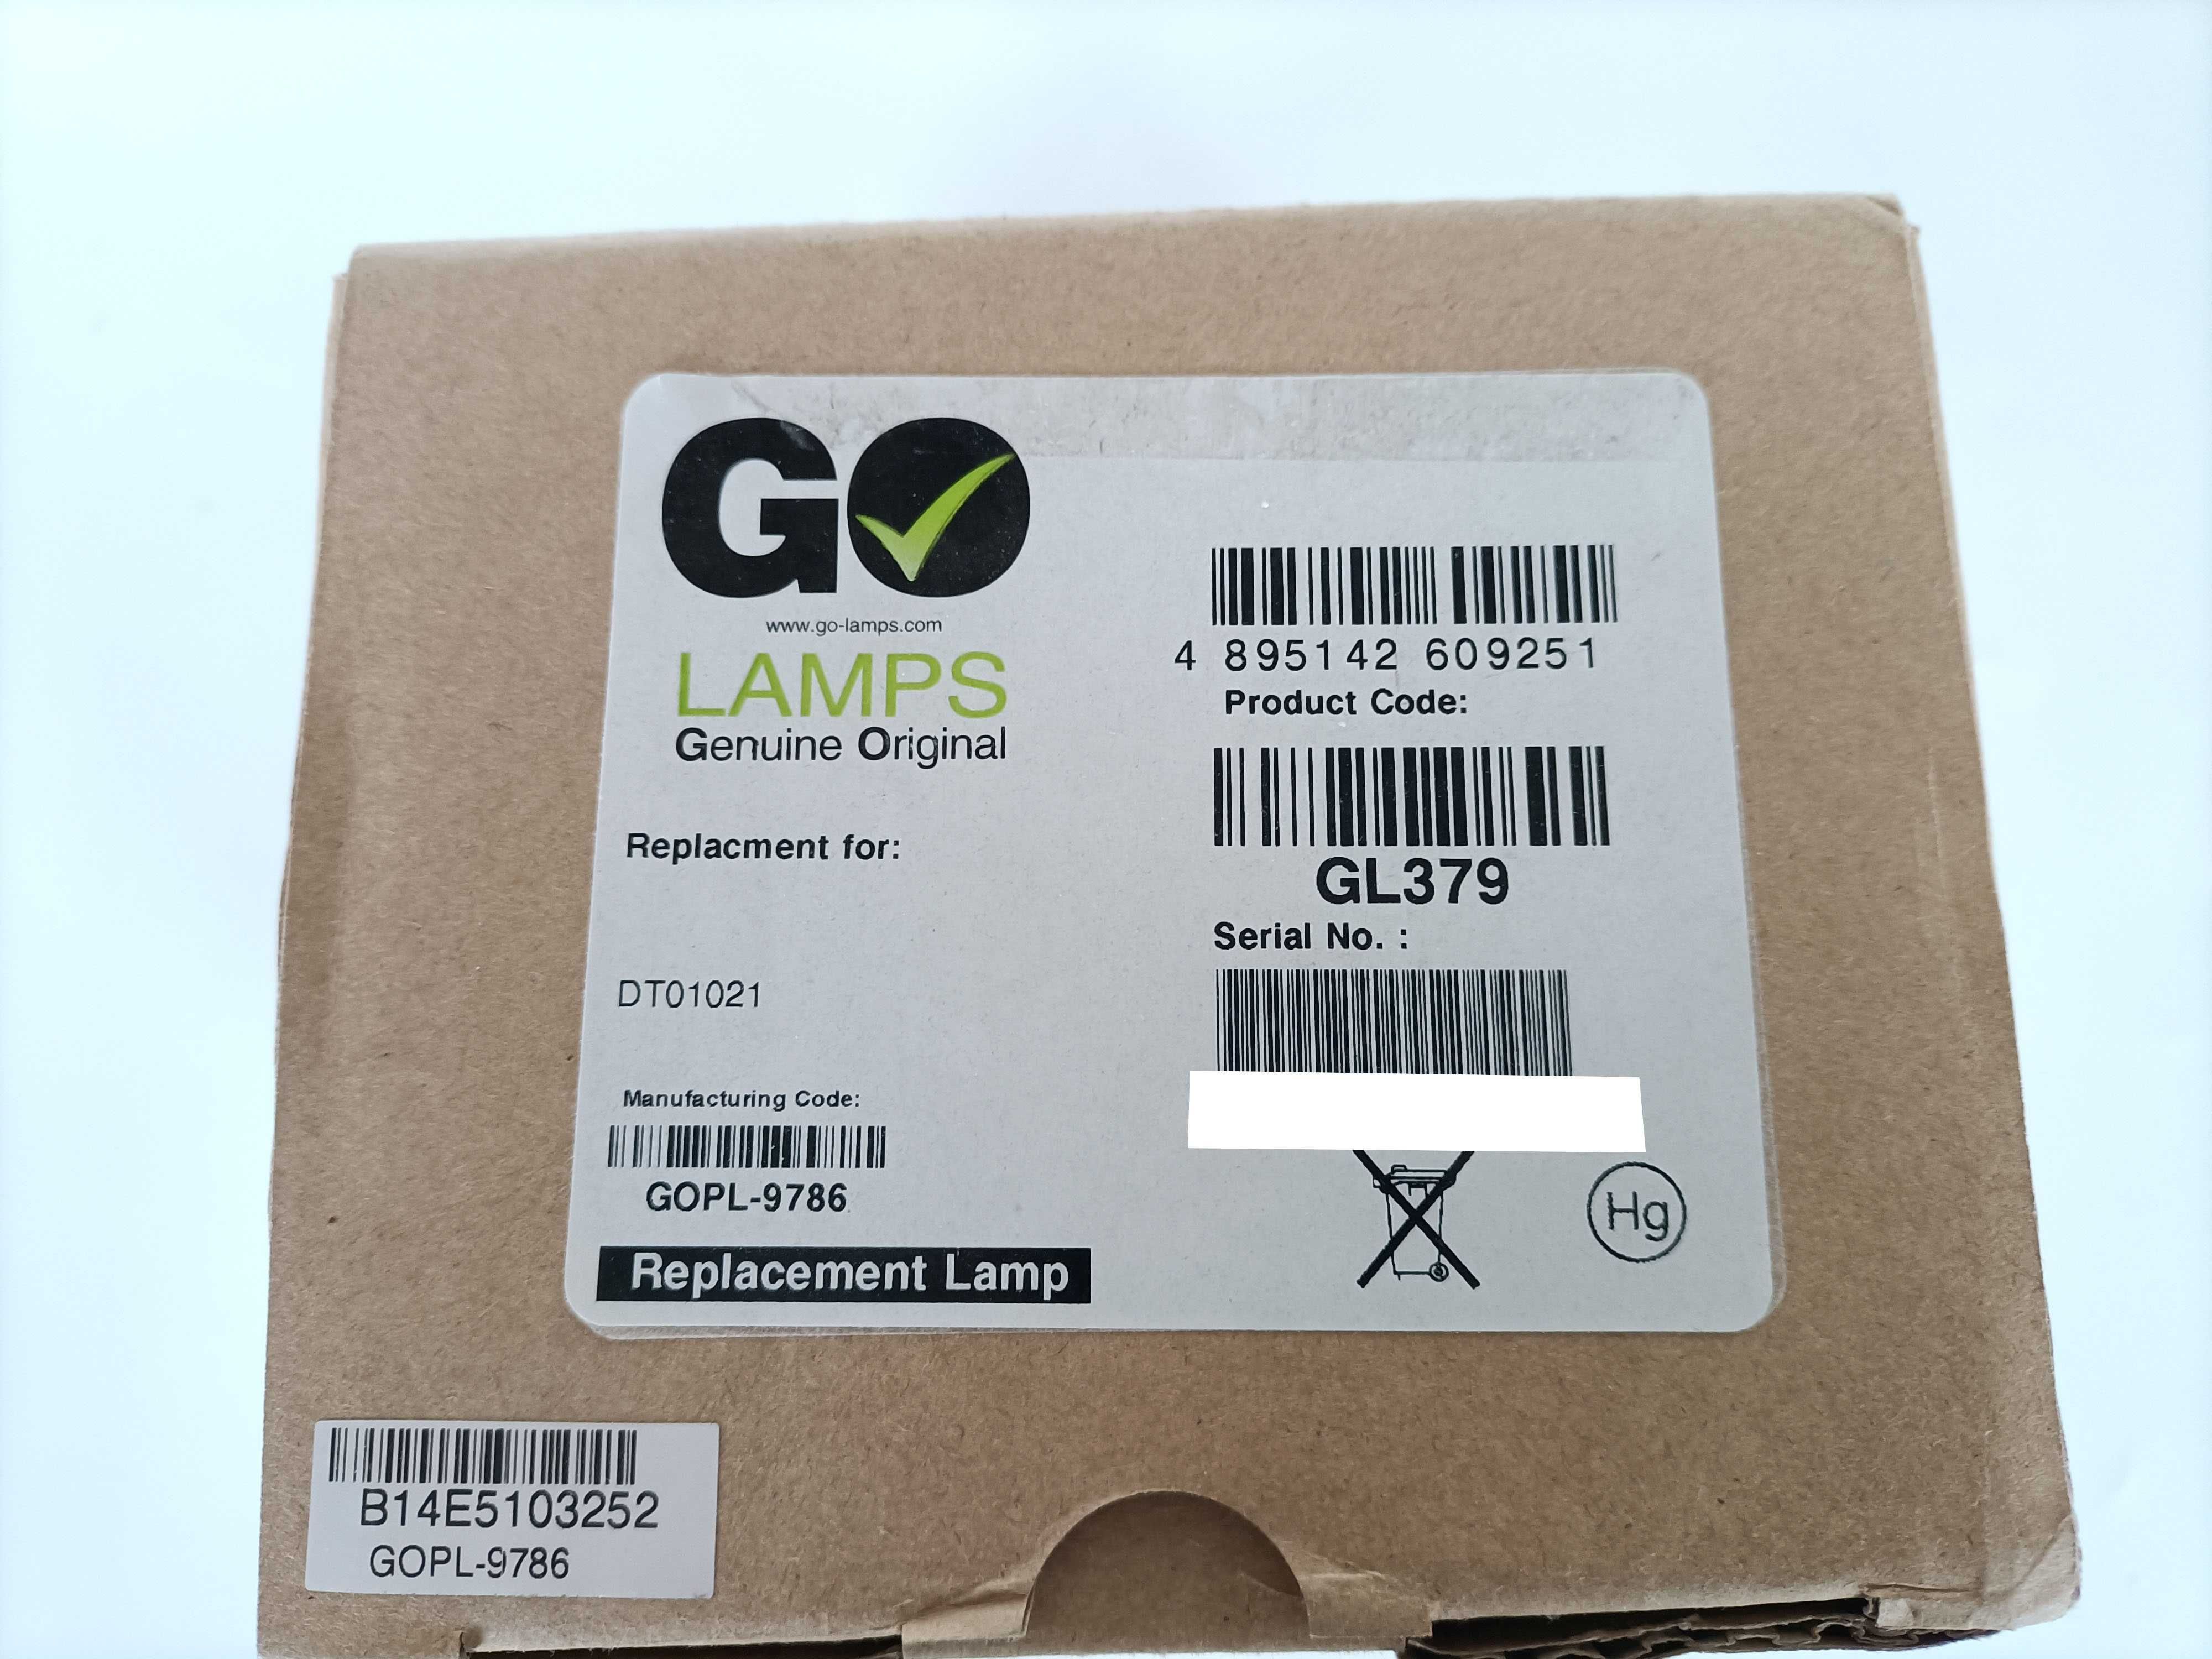 GO
www.go-lamps.com
LAMPS
Genuine Original
Replacment for:
DT01021
Manufacturing Code:
GOPL-9786
Replacement Lamp
4 895142 609251
Product Code:
GL379
Serial No. :
Hg
B14E5103252
GOPL-9786